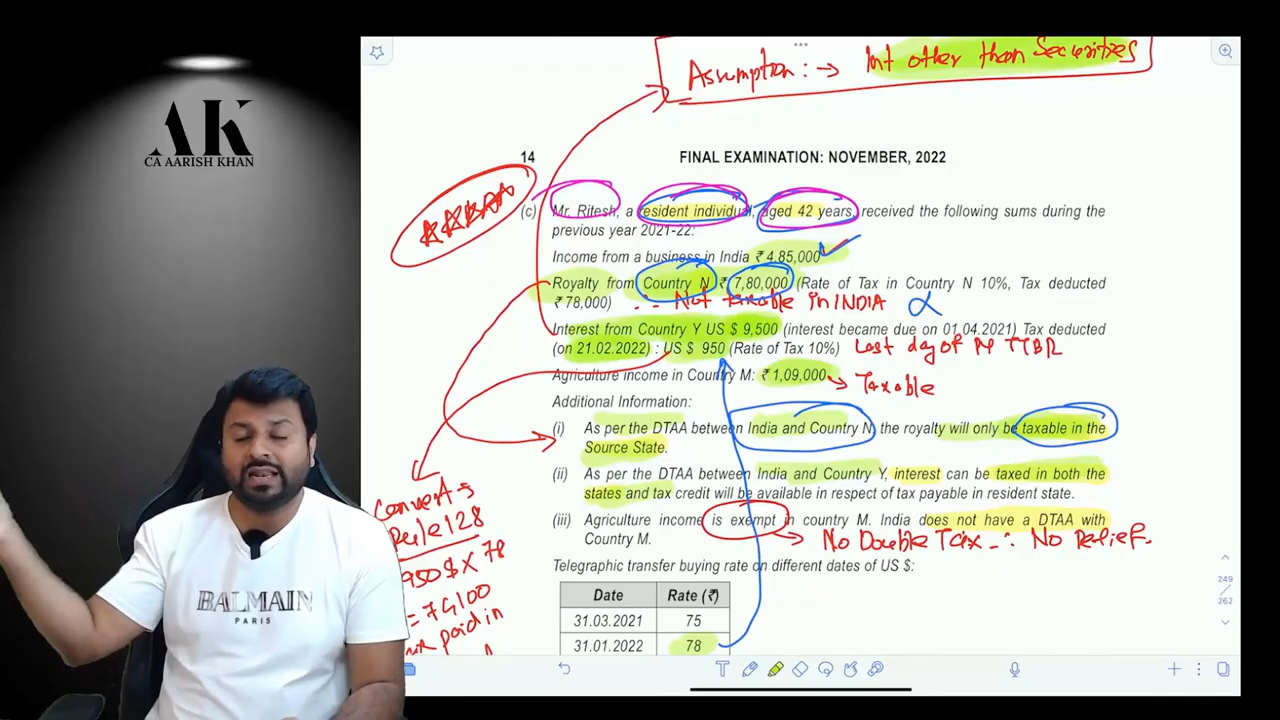 Assumption :→ Int other than Securities
AK
CA AARISH KHAN
14 FINAL EXAMINATION: NOVEMBER, 2022
(c) Mr. Ritesh, a resident individual, aged 42 years, received the following sums during the
previous year 2021-22:
Income from a business in India ₹ 4,85,000
Royalty from Country N ₹ 7,80,000 (Rate of Tax in Country N 10%, Tax deducted
₹ 78,000) ∴ Not taxable in INDIA
Interest from Country Y US $ 9,500 (interest became due on 01.04.2021) Tax deducted
(on 21.02.2022) : US $ 950 (Rate of Tax 10%) Last day of TTBR
Agriculture income in Country M: ₹ 1,09,000 → Taxable
Additional Information:
(i) As per the DTAA between India and Country N, the royalty will only be taxable in the
Source State.
(ii) As per the DTAA between India and Country Y, interest can be taxed in both the
states and tax credit will be available in respect of tax payable in resident state.
(iii) Agriculture income is exempt in country M. India does not have a DTAA with
Country M. → No Double Tax ∴ No Relief.
Telegraphic transfer buying rate on different dates of US $:
Date Rate (₹)
31.03.2021 75
31.01.2022 78
Convert →
Rule 128
950$ × 78
= 74100
paid in
BALMAIN
PARIS
249
262